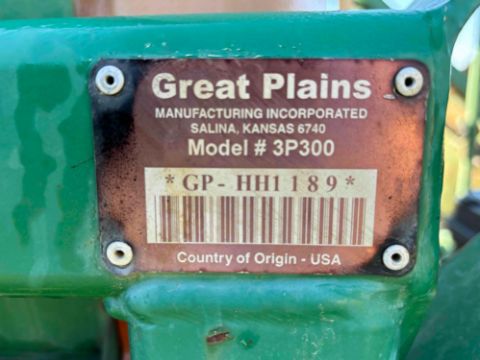 Great Plains
MANUFACTURING INCORPORATED
SALINA, KANSAS 6740
Model # 3P300
*GP-HH1189*
Country of Origin - USA